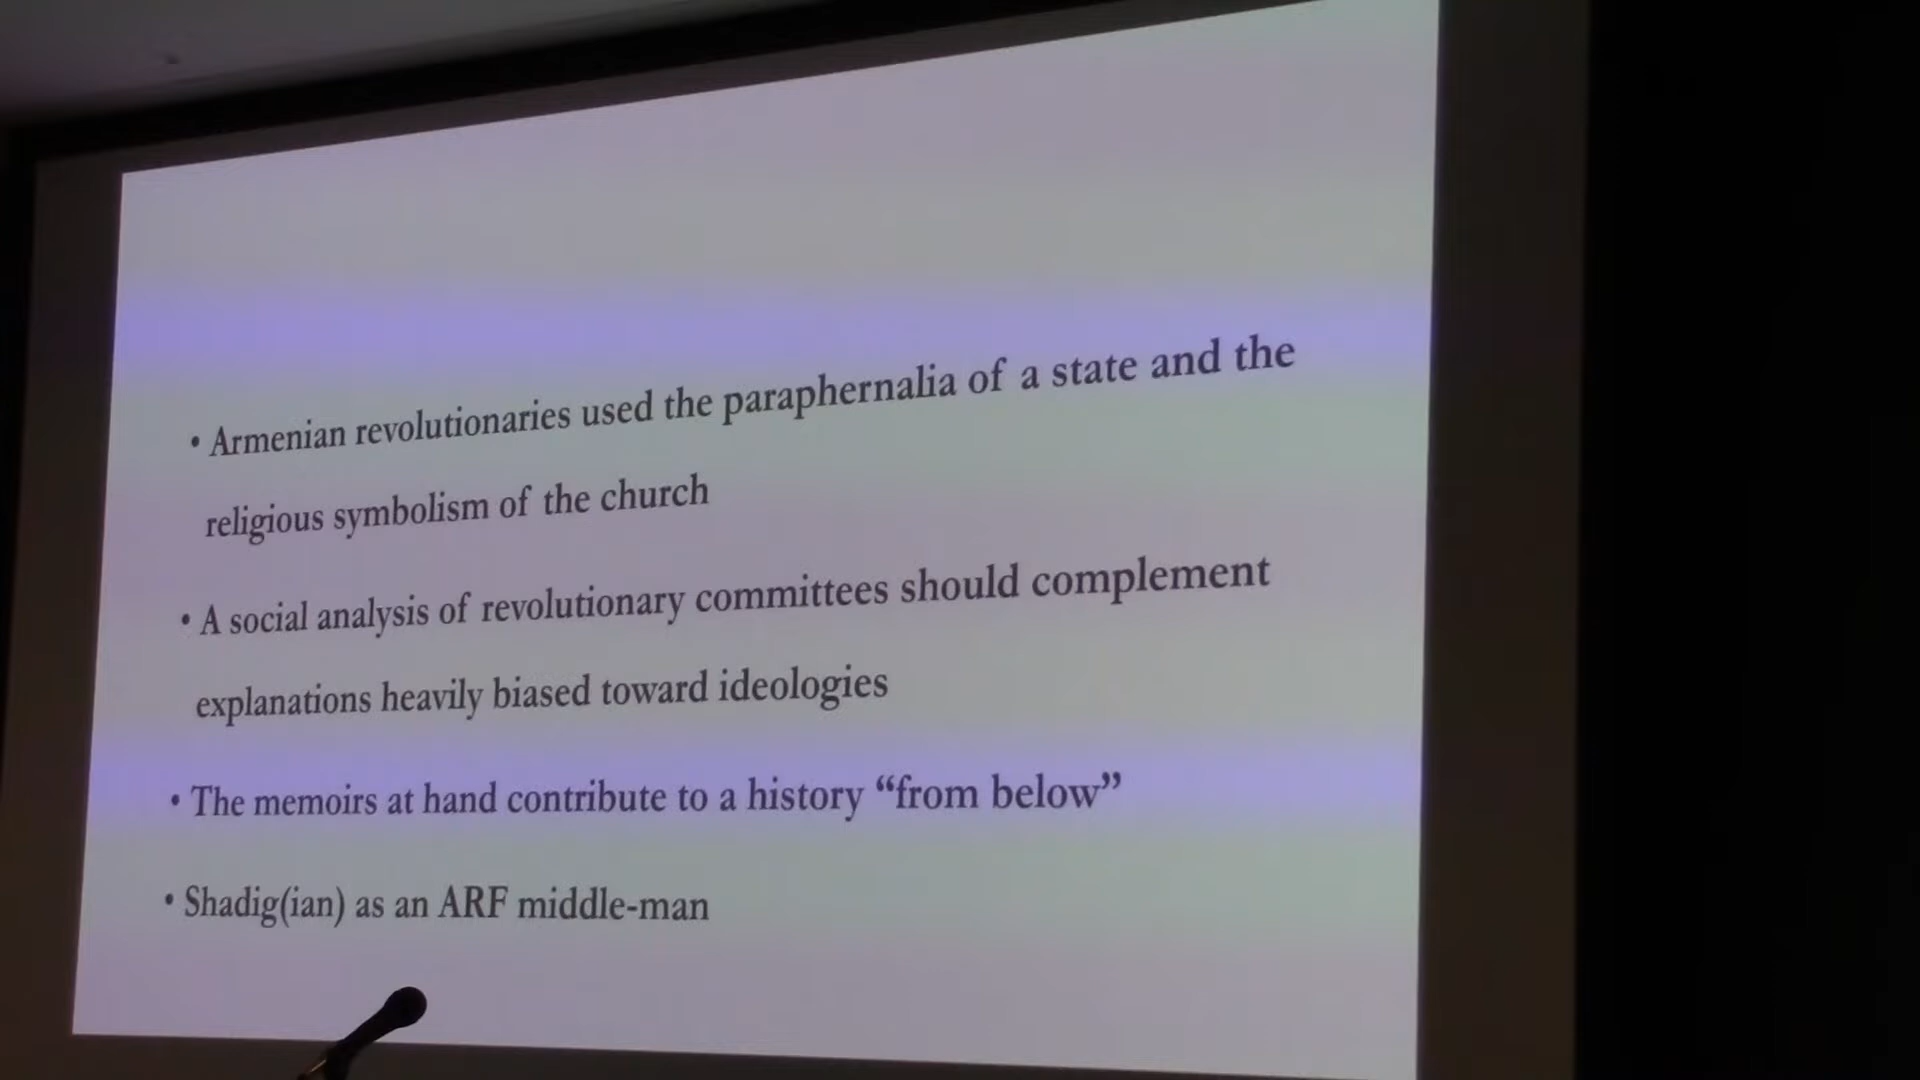 • Armenian revolutionaries used the paraphernalia of a state and the
religious symbolism of the church
• A social analysis of revolutionary committees should complement
explanations heavily biased toward ideologies
• The memoirs at hand contribute to a history “from below”
• Shadig(ian) as an ARF middle-man